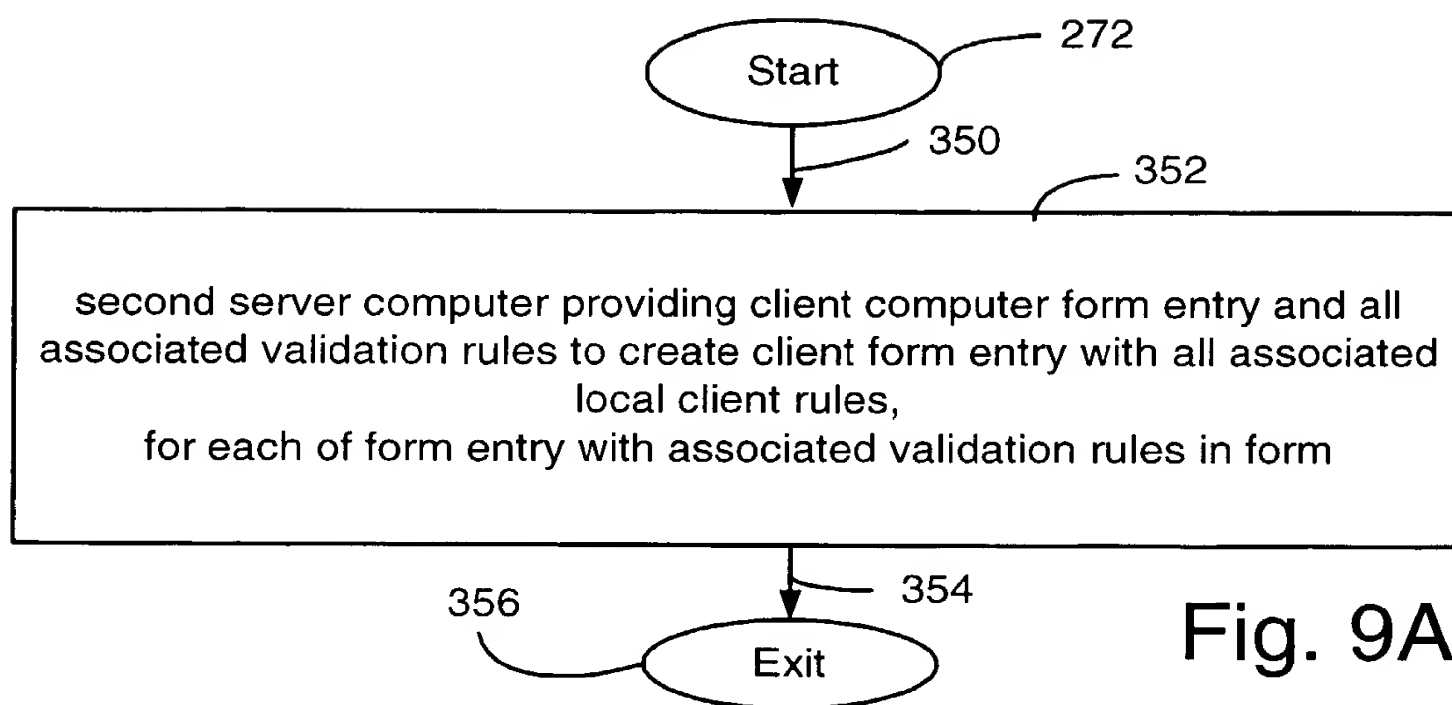 272
Start
350
352
second server computer providing client computer form entry and all
associated validation rules to create client form entry with all associated
local client rules,
for each of form entry with associated validation rules in form
354
356
Exit
Fig. 9A